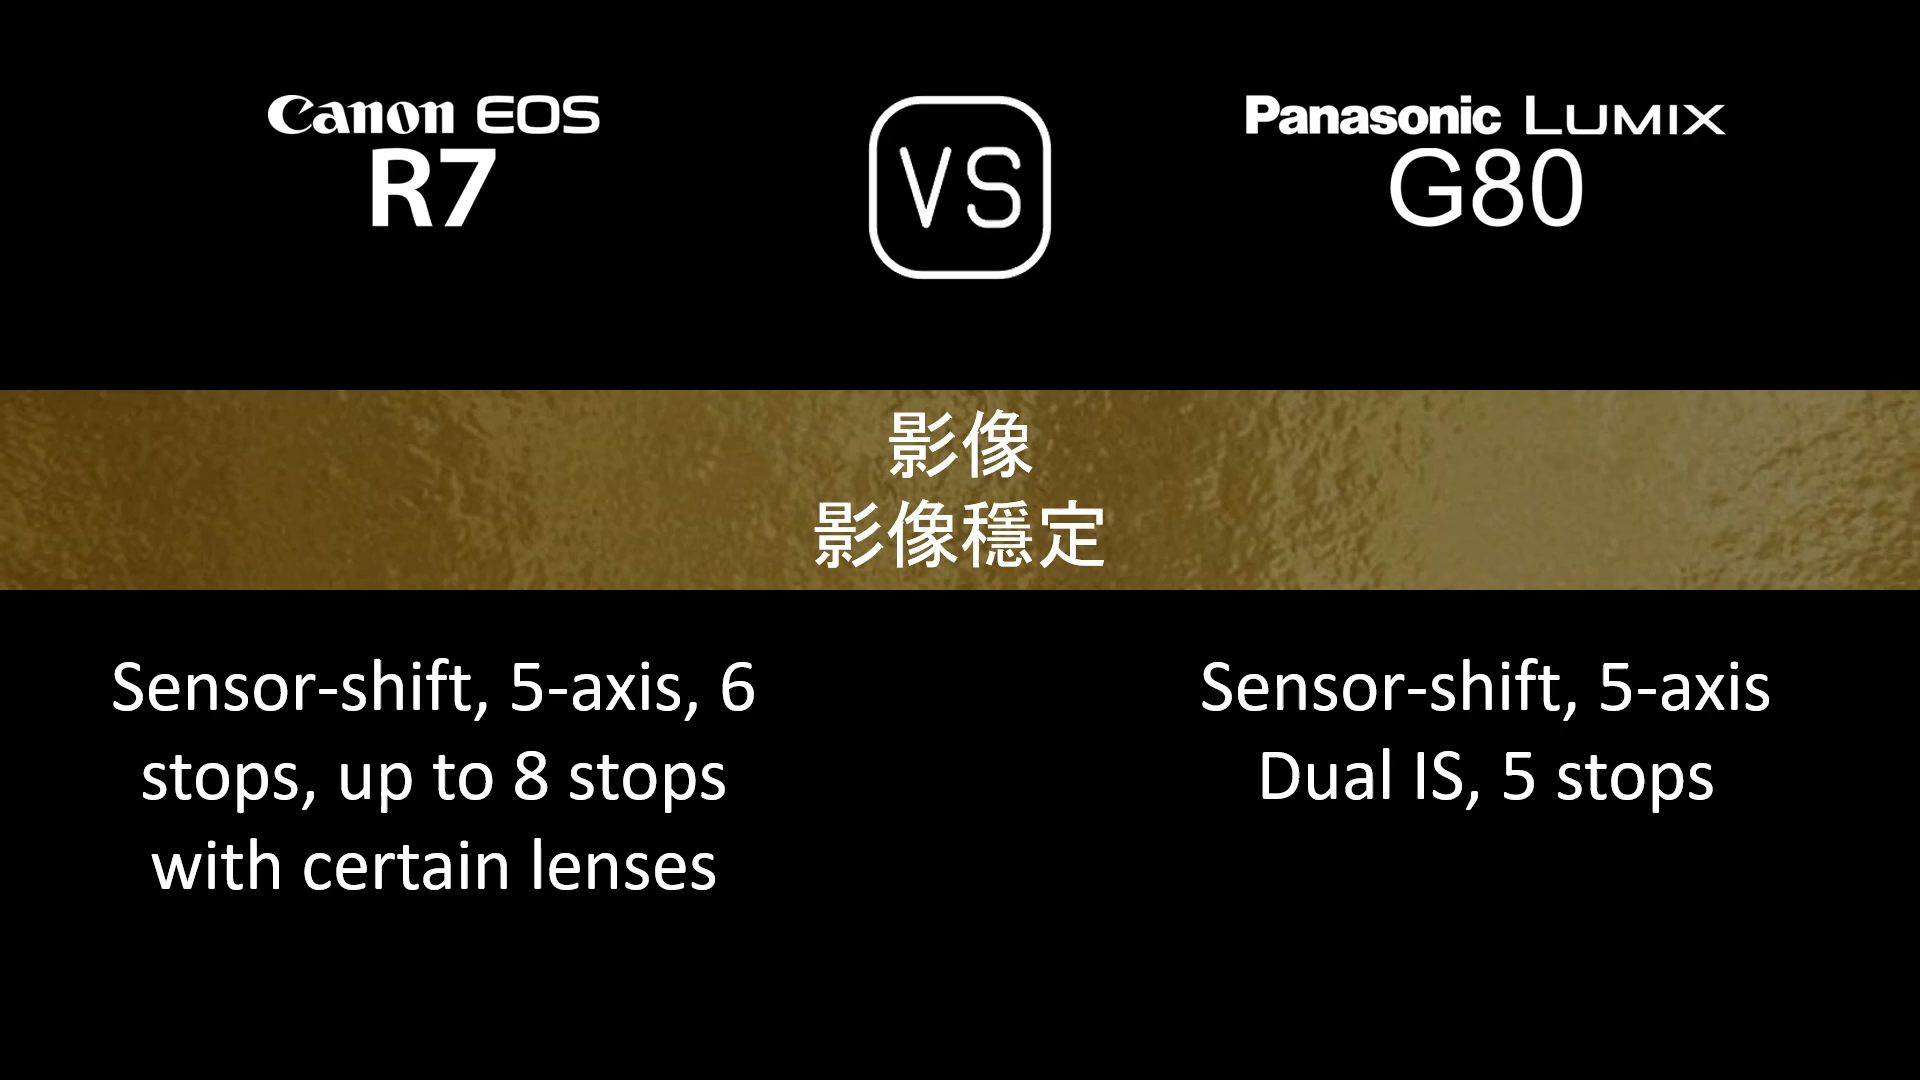 Canon EOS
R7
VS
Panasonic LUMIX
G80
影像
影像穩定
Sensor-shift, 5-axis, 6
stops, up to 8 stops
with certain lenses
Sensor-shift, 5-axis
Dual IS, 5 stops